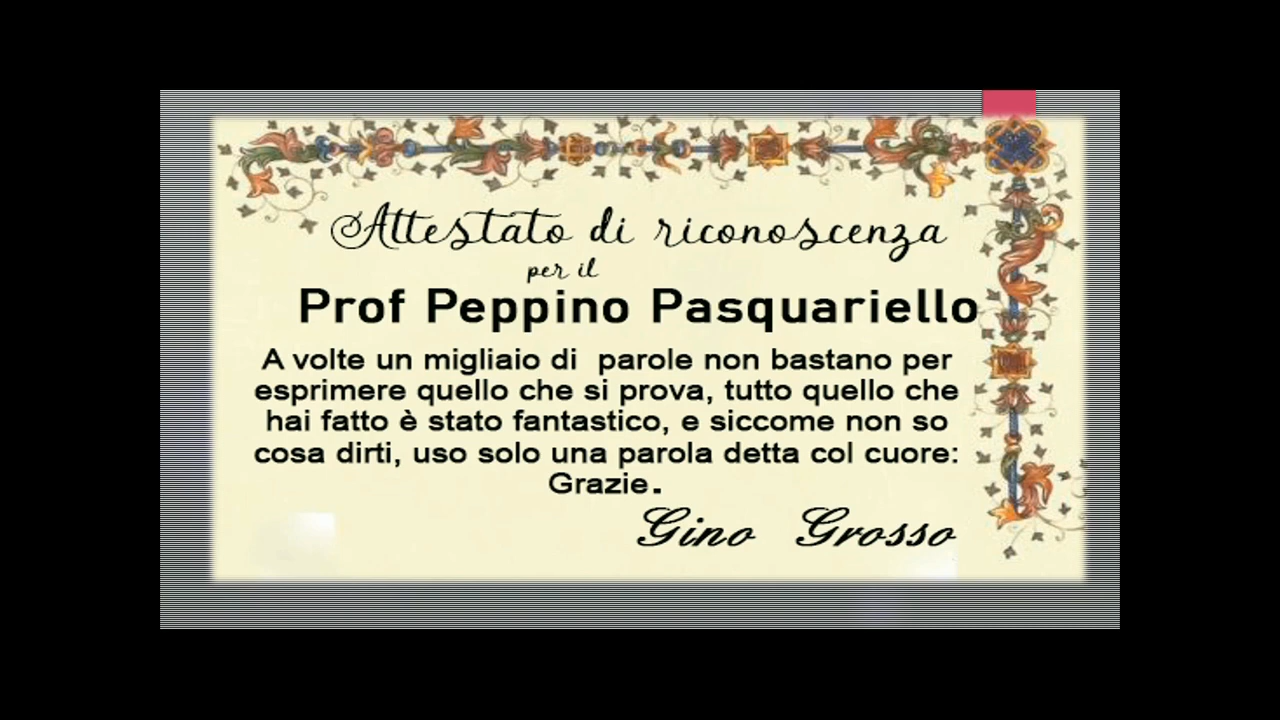 Attestato di riconoscenza
per il
Prof Peppino Pasquariello
A volte un migliaio di parole non bastano per
esprimere quello che si prova, tutto quello che
hai fatto è stato fantastico, e siccome non so
cosa dirti, uso solo una parola detta col cuore:
Grazie.
Gino Grosso